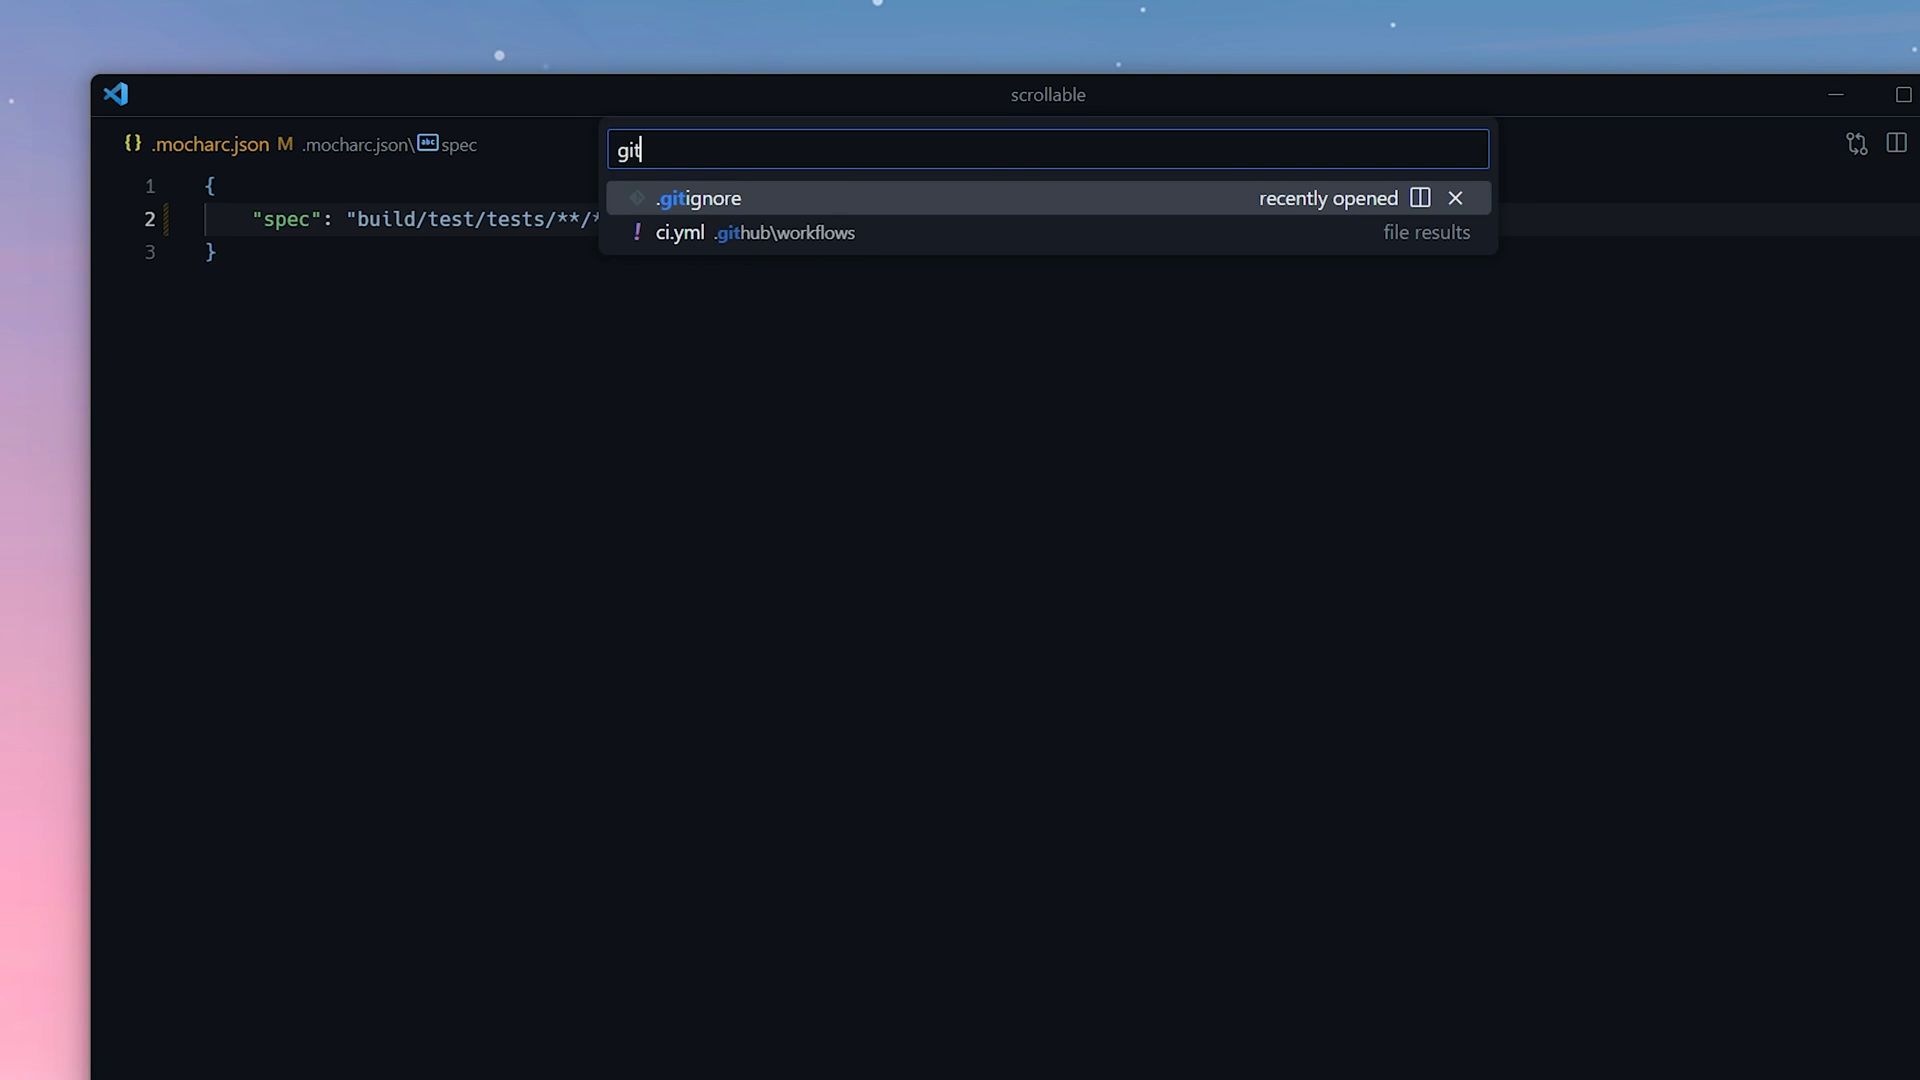 scrollable
{} .mocharc.json M .mocharc.json\ abc spec
git
.gitignore recently opened
! ci.yml .github\workflows file results
1 {
2 "spec": "build/test/tests/**/*
3 }